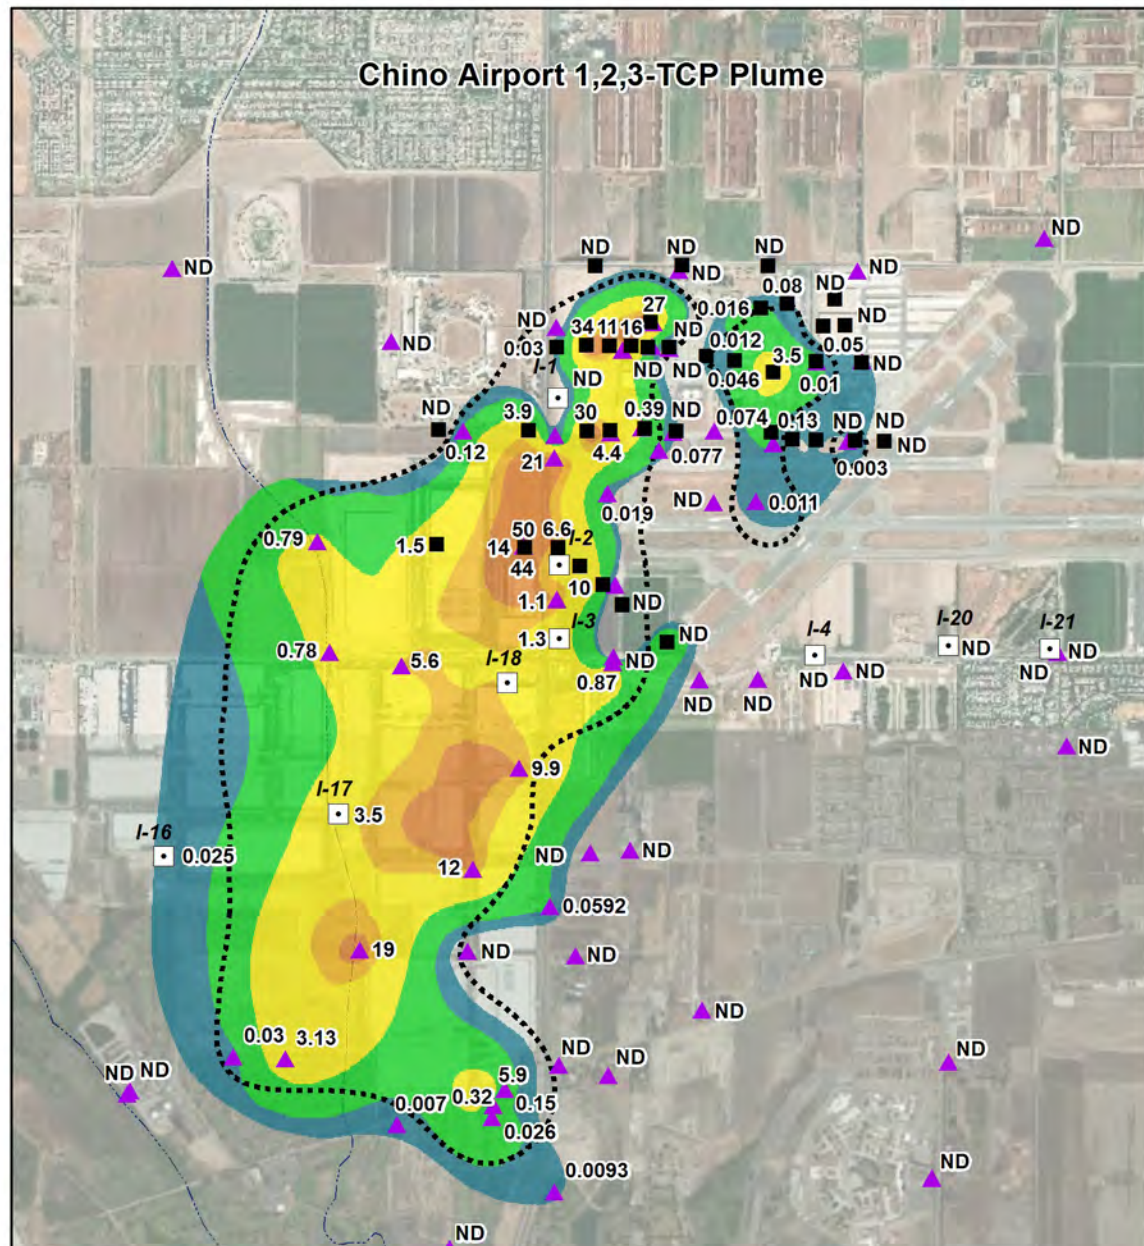 Chino Airport 1,2,3-TCP Plume
ND
ND
ND
ND
ND
ND
ND
ND
0.08
ND
27
0.016
ND
34
11
16
ND
ND
0.012
0.05
ND
0.03
3.5
ND
I-1
ND
ND
ND
0.046
0.01
ND
3.9
30
0.39
ND
0.074
0.13
ND
ND
ND
0.12
4.4
0.077
0.003
21
0.019
ND
0.011
0.79
1.5
50
6.6
14
I-2
44
10
1.1
ND
I-3
1.3
ND
I-4
I-20
I-21
0.78
ND
ND
ND
5.6
I-18
0.87
ND
ND
ND
ND
ND
9.9
I-17
3.5
I-16
0.025
ND
ND
12
0.0592
19
ND
ND
ND
0.03
3.13
ND
ND
ND
ND
ND
5.9
0.32
0.15
0.007
0.026
0.0093
ND
ND